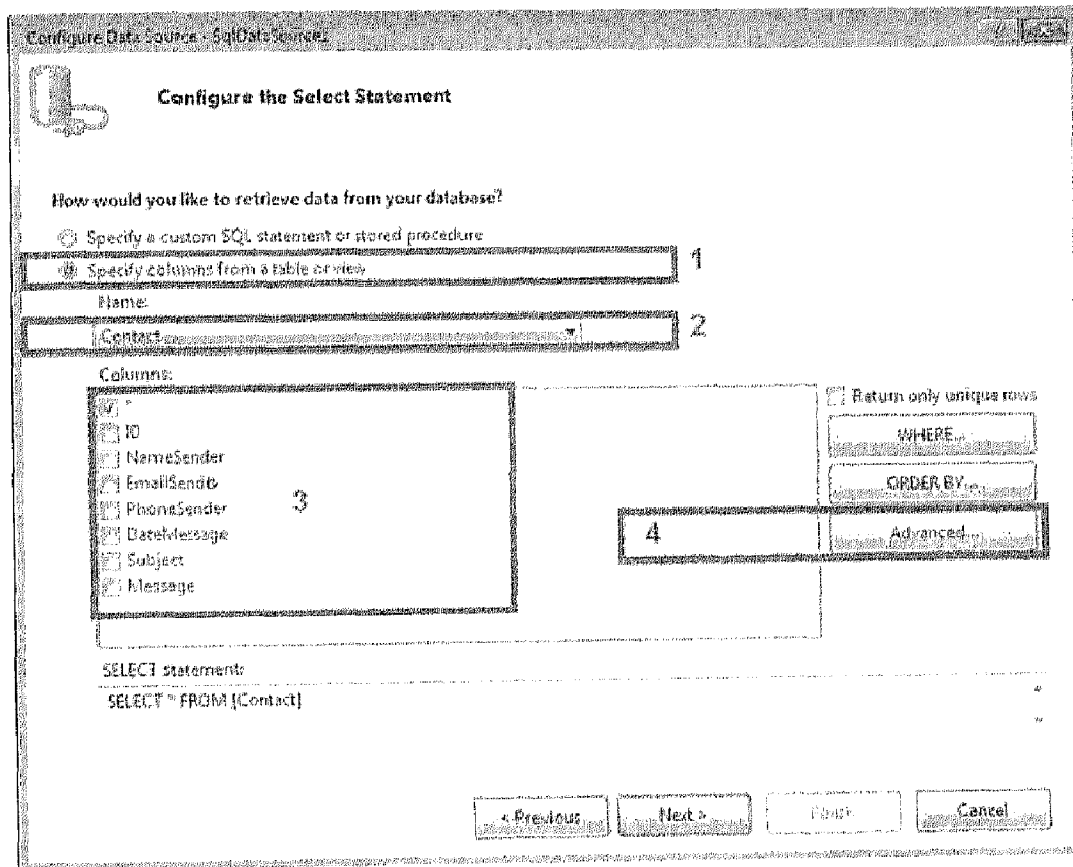 Configure Data Source - SqlDataSource1
Configure the Select Statement
How would you like to retrieve data from your database?
Specify a custom SQL statement or stored procedure
Specify columns from a table or view
1
Name:
Contact
2
Columns:
*
ID
NameSender
EmailSender
PhoneSender
DateMessage
Subject
Message
3
Return only unique rows
WHERE...
ORDER BY...
4
Advanced...
SELECT statement:
SELECT * FROM [Contact]
< Previous
Next >
Finish
Cancel